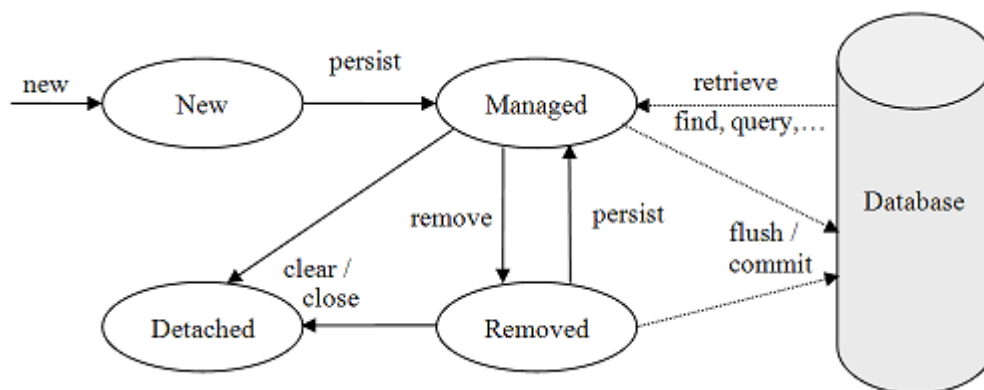 new
New
persist
Managed
retrieve
find, query,…
Database
remove
persist
flush /
commit
clear /
close
Detached
Removed